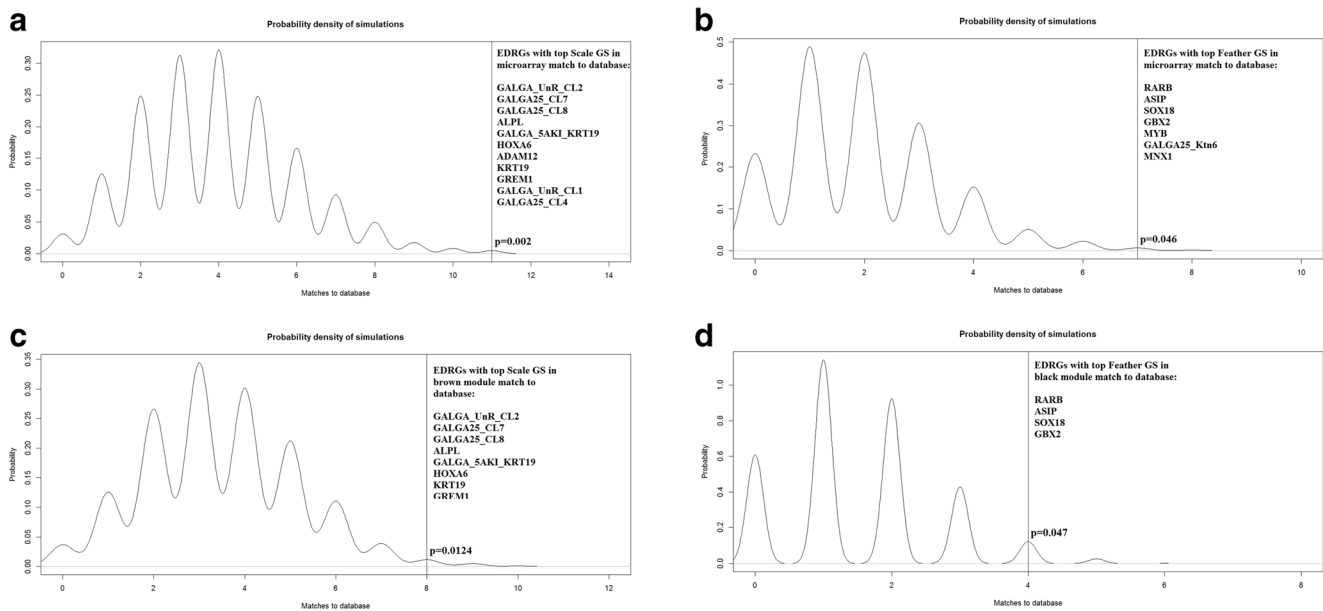 a
Probability density of simulations
EDRGs with top Scale GS in
microarray match to database:
GALGA_UnR_CL2
GALGA25_CL7
GALGA25_CL8
ALPL
GALGA_5AKI_KRT19
HOXA6
ADAM12
KRT19
GREM1
GALGA_UnR_CL1
GALGA25_CL4
p=0.002
Probability
0.00 0.05 0.10 0.15 0.20 0.25 0.30
0 2 4 6 8 10 12 14
Matches to database
b
Probability density of simulations
EDRGs with top Feather GS in
microarray match to database:
RARB
ASIP
SOX18
GBX2
MYB
GALGA25_Ktn6
MNX1
p=0.046
Probability
0.0 0.1 0.2 0.3 0.4 0.5
0 2 4 6 8 10
Matches to database
c
Probability density of simulations
EDRGs with top Scale GS in
brown module match to
database:
GALGA_UnR_CL2
GALGA25_CL7
GALGA25_CL8
ALPL
GALGA_5AKI_KRT19
HOXA6
KRT19
GREM1
p=0.0124
Probability
0.00 0.05 0.10 0.15 0.20 0.25 0.30 0.35
0 2 4 6 8 10 12
Matches to database
d
Probability density of simulations
EDRGs with top Feather GS in
black module match to database:
RARB
ASIP
SOX18
GBX2
p=0.047
Probability
0.0 0.2 0.4 0.6 0.8 1.0
0 2 4 6 8
Matches to database